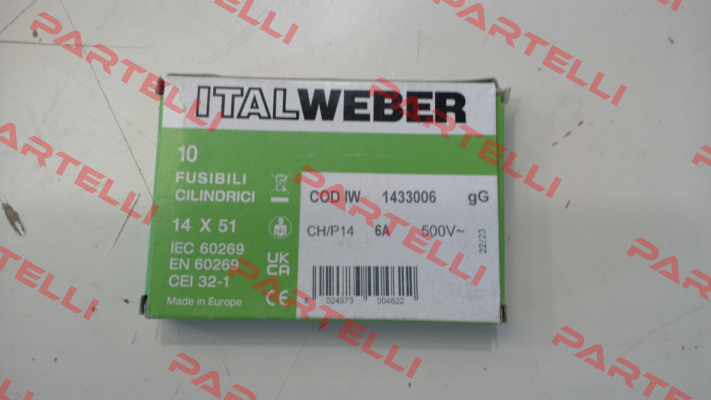 ITALWEBER
10
FUSIBILI
CILINDRICI
14 X 51
IEC 60269
EN 60269
CEI 32-1
Made in Europe
UK
CA
CE
COD IW 1433006 gG
CH/P14 6A 500V~
22/23
8 024673 004622
PARTELLI
PARTELLI
PARTELLI
PARTELLI
PARTELLI
PARTELLI
PARTELLI